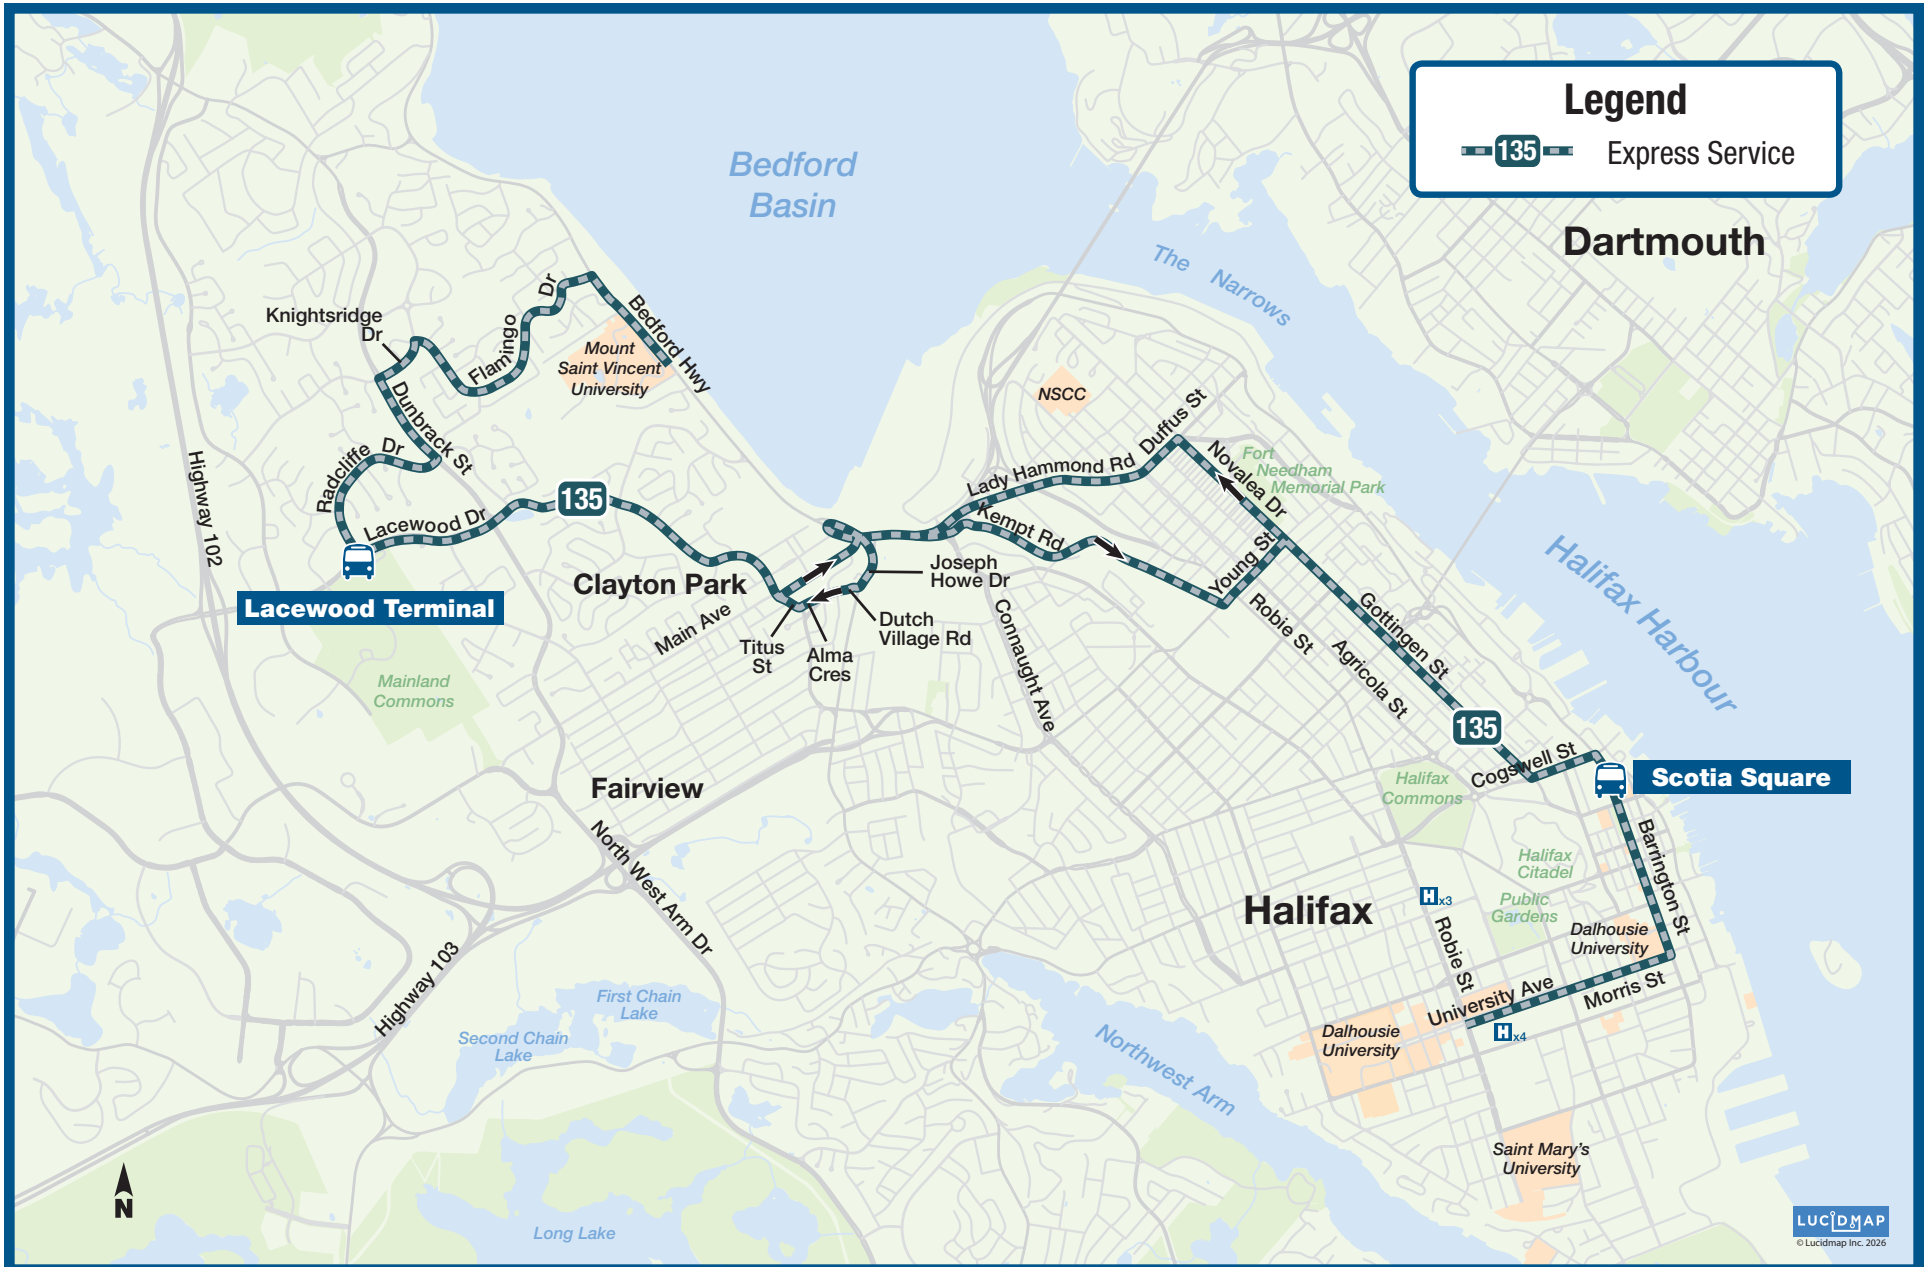 Legend
135
Express Service
Bedford
Basin
Dartmouth
The Narrows
Knightsridge
Dr
Flamingo Dr
Bedford Hwy
Mount
Saint Vincent
University
NSCC
Dunbrack St
Radcliffe Dr
Highway 102
Lacewood Dr
135
Lady Hammond Rd
Duffus St
Novalea Dr
Fort
Needham
Memorial Park
Kempt Rd
Young St
Halifax Harbour
Lacewood Terminal
Clayton Park
Joseph
Howe Dr
Main Ave
Titus
St
Alma
Cres
Dutch
Village Rd
Connaught Ave
Robie St
Agricola St
Gottingen St
Mainland
Commons
135
Cogswell St
Scotia Square
Fairview
Halifax
Commons
North West Arm Dr
Barrington St
Halifax
Citadel
Public
Gardens
Halifax
H x3
Robie St
Dalhousie
University
Highway 103
First Chain
Lake
Second Chain
Lake
University Ave
Morris St
H x4
Dalhousie
University
Northwest Arm
Saint Mary's
University
N
Long Lake
LUCIDMAP
© Lucidmap Inc. 2026